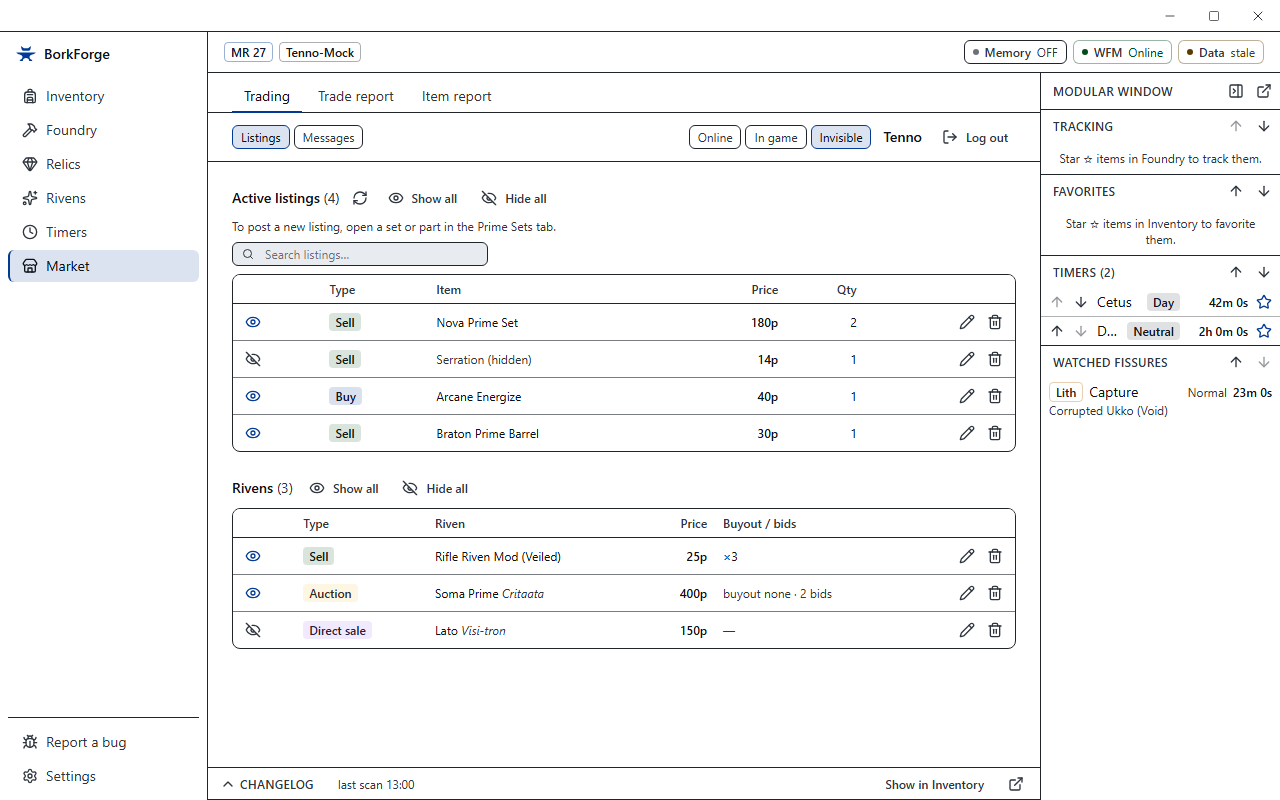 BorkForge
Inventory
Foundry
Relics
Rivens
Timers
Market
Report a bug
Settings
MR 27 Tenno-Mock
Memory OFF WFM Online Data stale
Trading Trade report Item report
Listings Messages Online In game Invisible Tenno Log out
Active listings (4) Show all Hide all
To post a new listing, open a set or part in the Prime Sets tab.
Search listings...
Type Item Price Qty
Sell Nova Prime Set 180p 2
Sell Serration (hidden) 14p 1
Buy Arcane Energize 40p 1
Sell Braton Prime Barrel 30p 1
Rivens (3) Show all Hide all
Type Riven Price Buyout / bids
Sell Rifle Riven Mod (Veiled) 25p ×3
Auction Soma Prime Critaata 400p buyout none · 2 bids
Direct sale Lato Visi-tron 150p —
CHANGELOG last scan 13:00 Show in Inventory
MODULAR WINDOW
TRACKING
Star ☆ items in Foundry to track them.
FAVORITES
Star ☆ items in Inventory to favorite
them.
TIMERS (2)
Cetus Day 42m 0s
D... Neutral 2h 0m 0s
WATCHED FISSURES
Lith Capture Normal 23m 0s
Corrupted Ukko (Void)